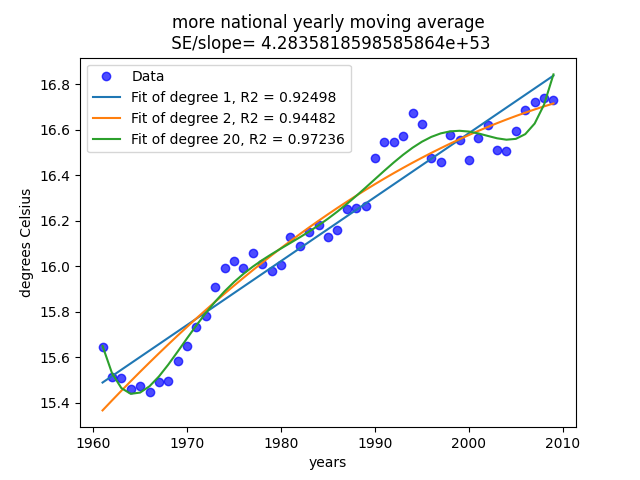 more national yearly moving average
SE/slope= 4.2835818598585864e+53
Data
Fit of degree 1, R2 = 0.92498
Fit of degree 2, R2 = 0.94482
Fit of degree 20, R2 = 0.97236
degrees Celsius
16.8
16.6
16.4
16.2
16.0
15.8
15.6
15.4
1960 1970 1980 1990 2000 2010
years